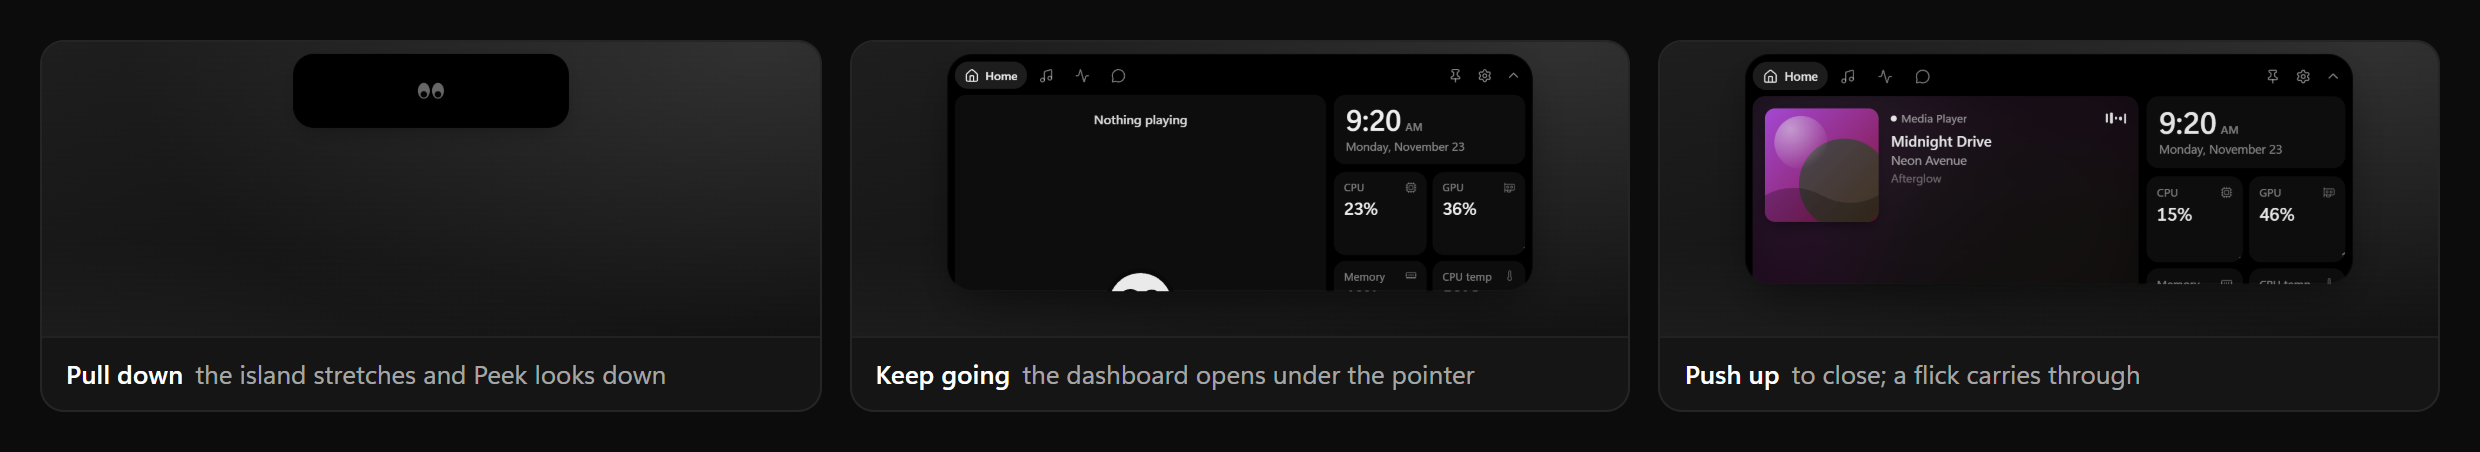 Home
Nothing playing
9:20 AM
Monday, November 23
CPU
23%
GPU
36%
Memory
CPU temp
Home
Media Player
Midnight Drive
Neon Avenue
Afterglow
9:20 AM
Monday, November 23
CPU
15%
GPU
46%
Memory
CPU temp
Pull down the island stretches and Peek looks down
Keep going the dashboard opens under the pointer
Push up to close; a flick carries through